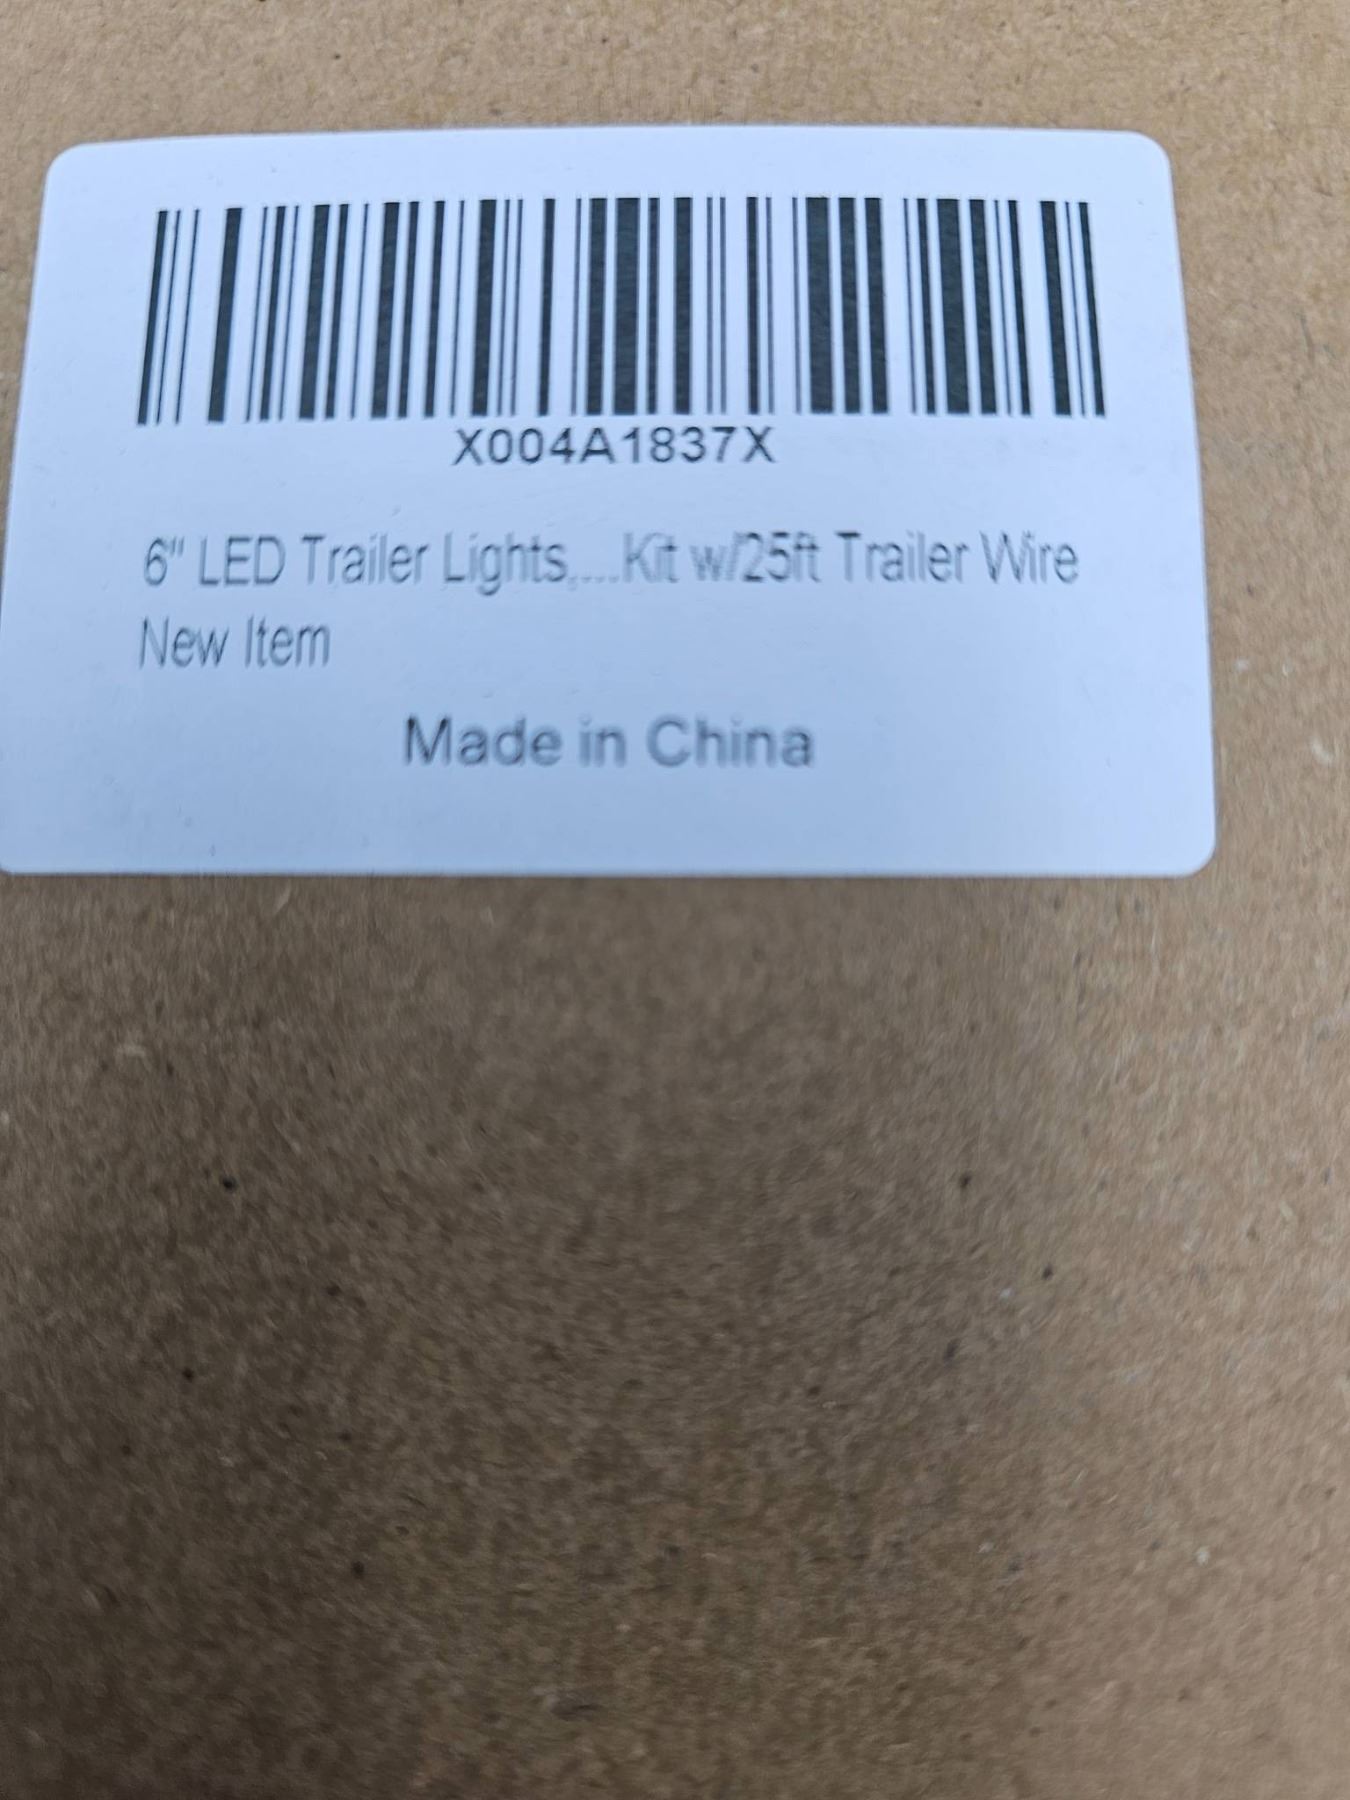 X004A1837X
6" LED Trailer Lights,...Kit w/25ft Trailer Wire
New Item
Made in China